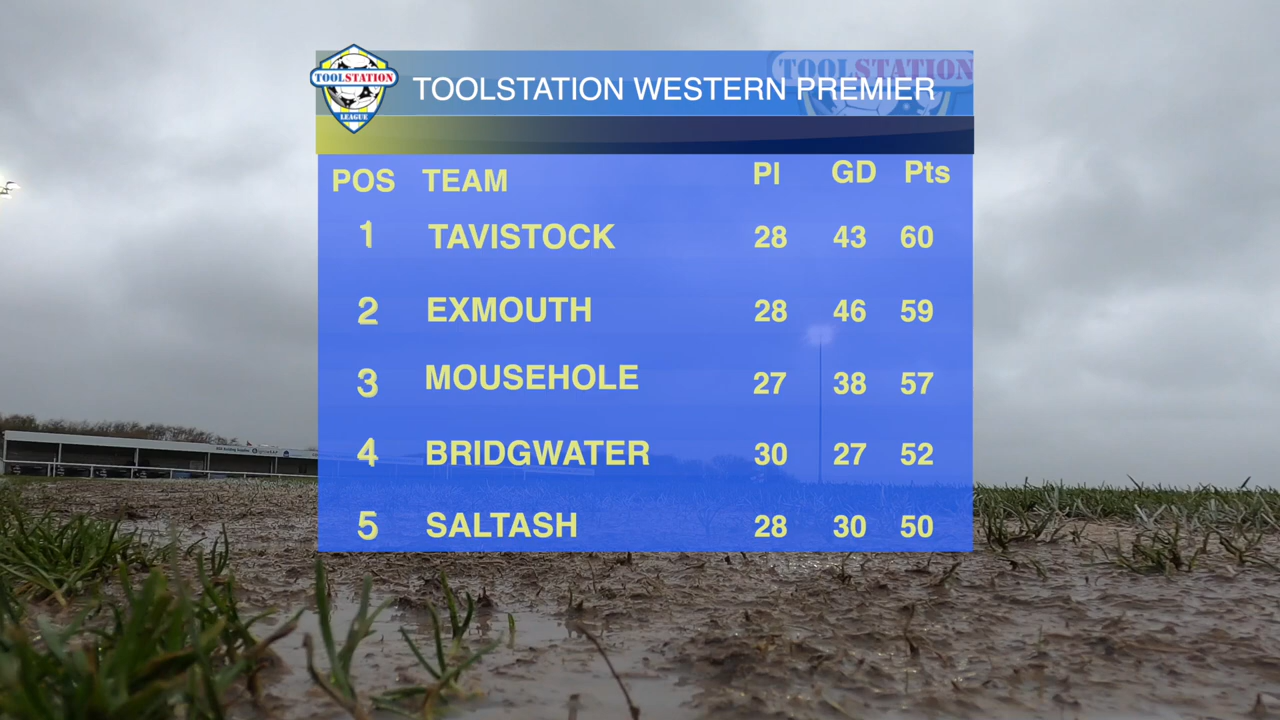 TOOLSTATION
LEAGUE
TOOLSTATION WESTERN PREMIER
TOOLSTATION
POS TEAM Pl GD Pts
1 TAVISTOCK 28 43 60
2 EXMOUTH 28 46 59
3 MOUSEHOLE 27 38 57
4 BRIDGWATER 30 27 52
5 SALTASH 28 30 50